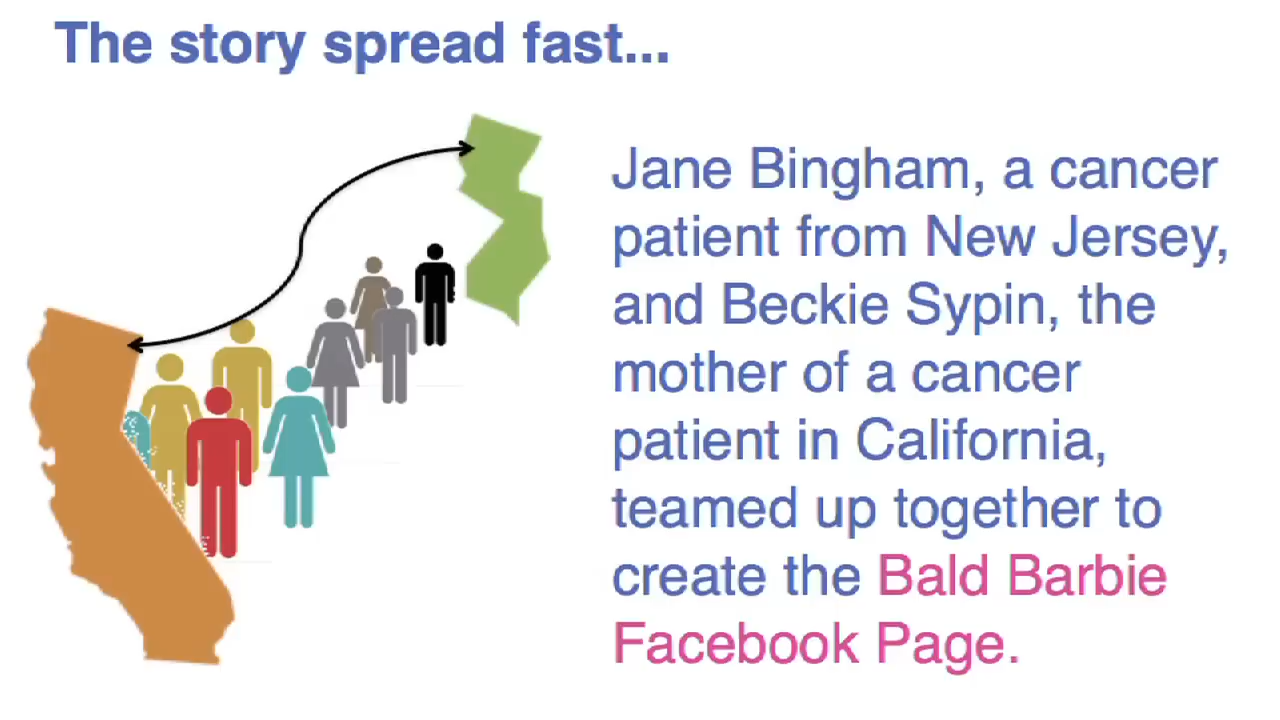 The story spread fast...
Jane Bingham, a cancer
patient from New Jersey,
and Beckie Sypin, the
mother of a cancer
patient in California,
teamed up together to
create the Bald Barbie
Facebook Page.